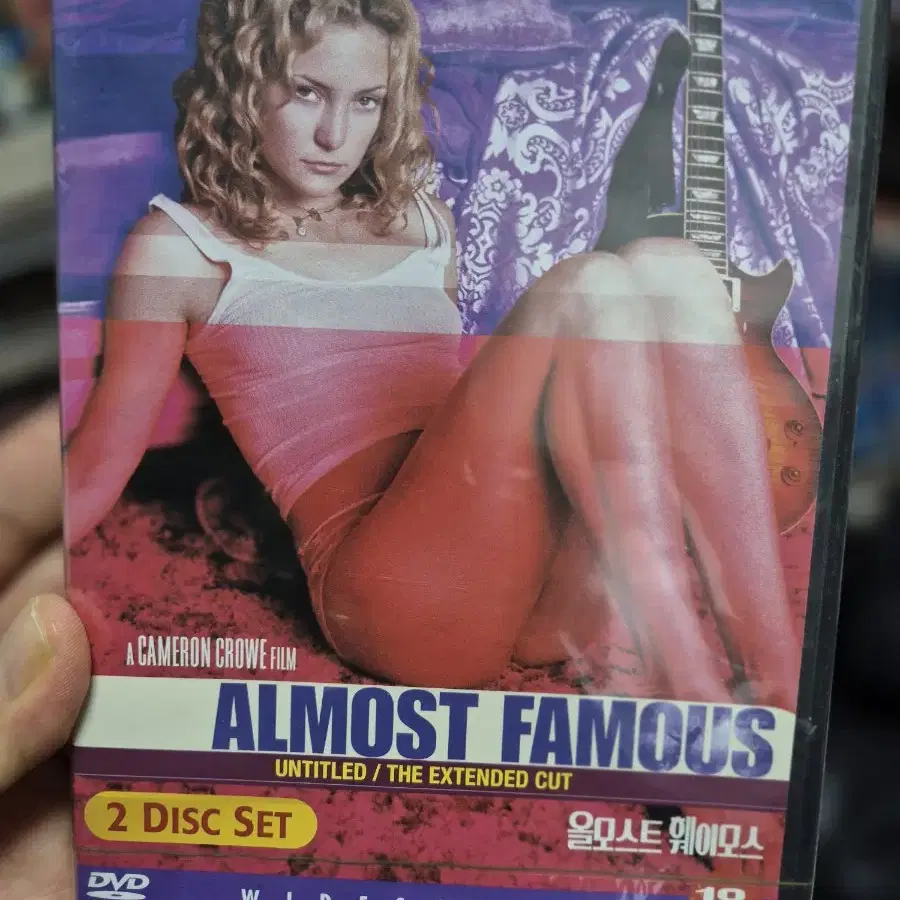 A CAMERON CROWE FILM
ALMOST FAMOUS
UNTITLED / THE EXTENDED CUT
2 DISC SET
올모스트 훼이모스
DVD
18